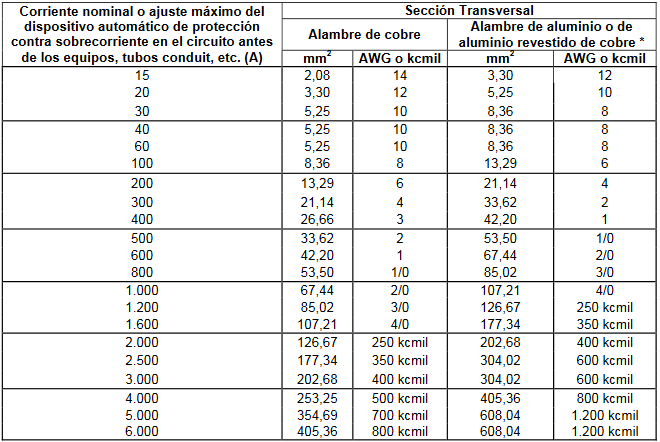 Corriente nominal o ajuste máximo del
dispositivo automático de protección
contra sobrecorriente en el circuito antes
de los equipos, tubos conduit, etc. (A)
Sección Transversal
Alambre de cobre
Alambre de aluminio o de
aluminio revestido de cobre *
mm2 AWG o kcmil mm2 AWG o kcmil
15 2,08 14 3,30 12
20 3,30 12 5,25 10
30 5,25 10 8,36 8
40 5,25 10 8,36 8
60 5,25 10 8,36 8
100 8,36 8 13,29 6
200 13,29 6 21,14 4
300 21,14 4 33,62 2
400 26,66 3 42,20 1
500 33,62 2 53,50 1/0
600 42,20 1 67,44 2/0
800 53,50 1/0 85,02 3/0
1.000 67,44 2/0 107,21 4/0
1.200 85,02 3/0 126,67 250 kcmil
1.600 107,21 4/0 177,34 350 kcmil
2.000 126,67 250 kcmil 202,68 400 kcmil
2.500 177,34 350 kcmil 304,02 600 kcmil
3.000 202,68 400 kcmil 304,02 600 kcmil
4.000 253,25 500 kcmil 405,36 800 kcmil
5.000 354,69 700 kcmil 608,04 1.200 kcmil
6.000 405,36 800 kcmil 608,04 1.200 kcmil